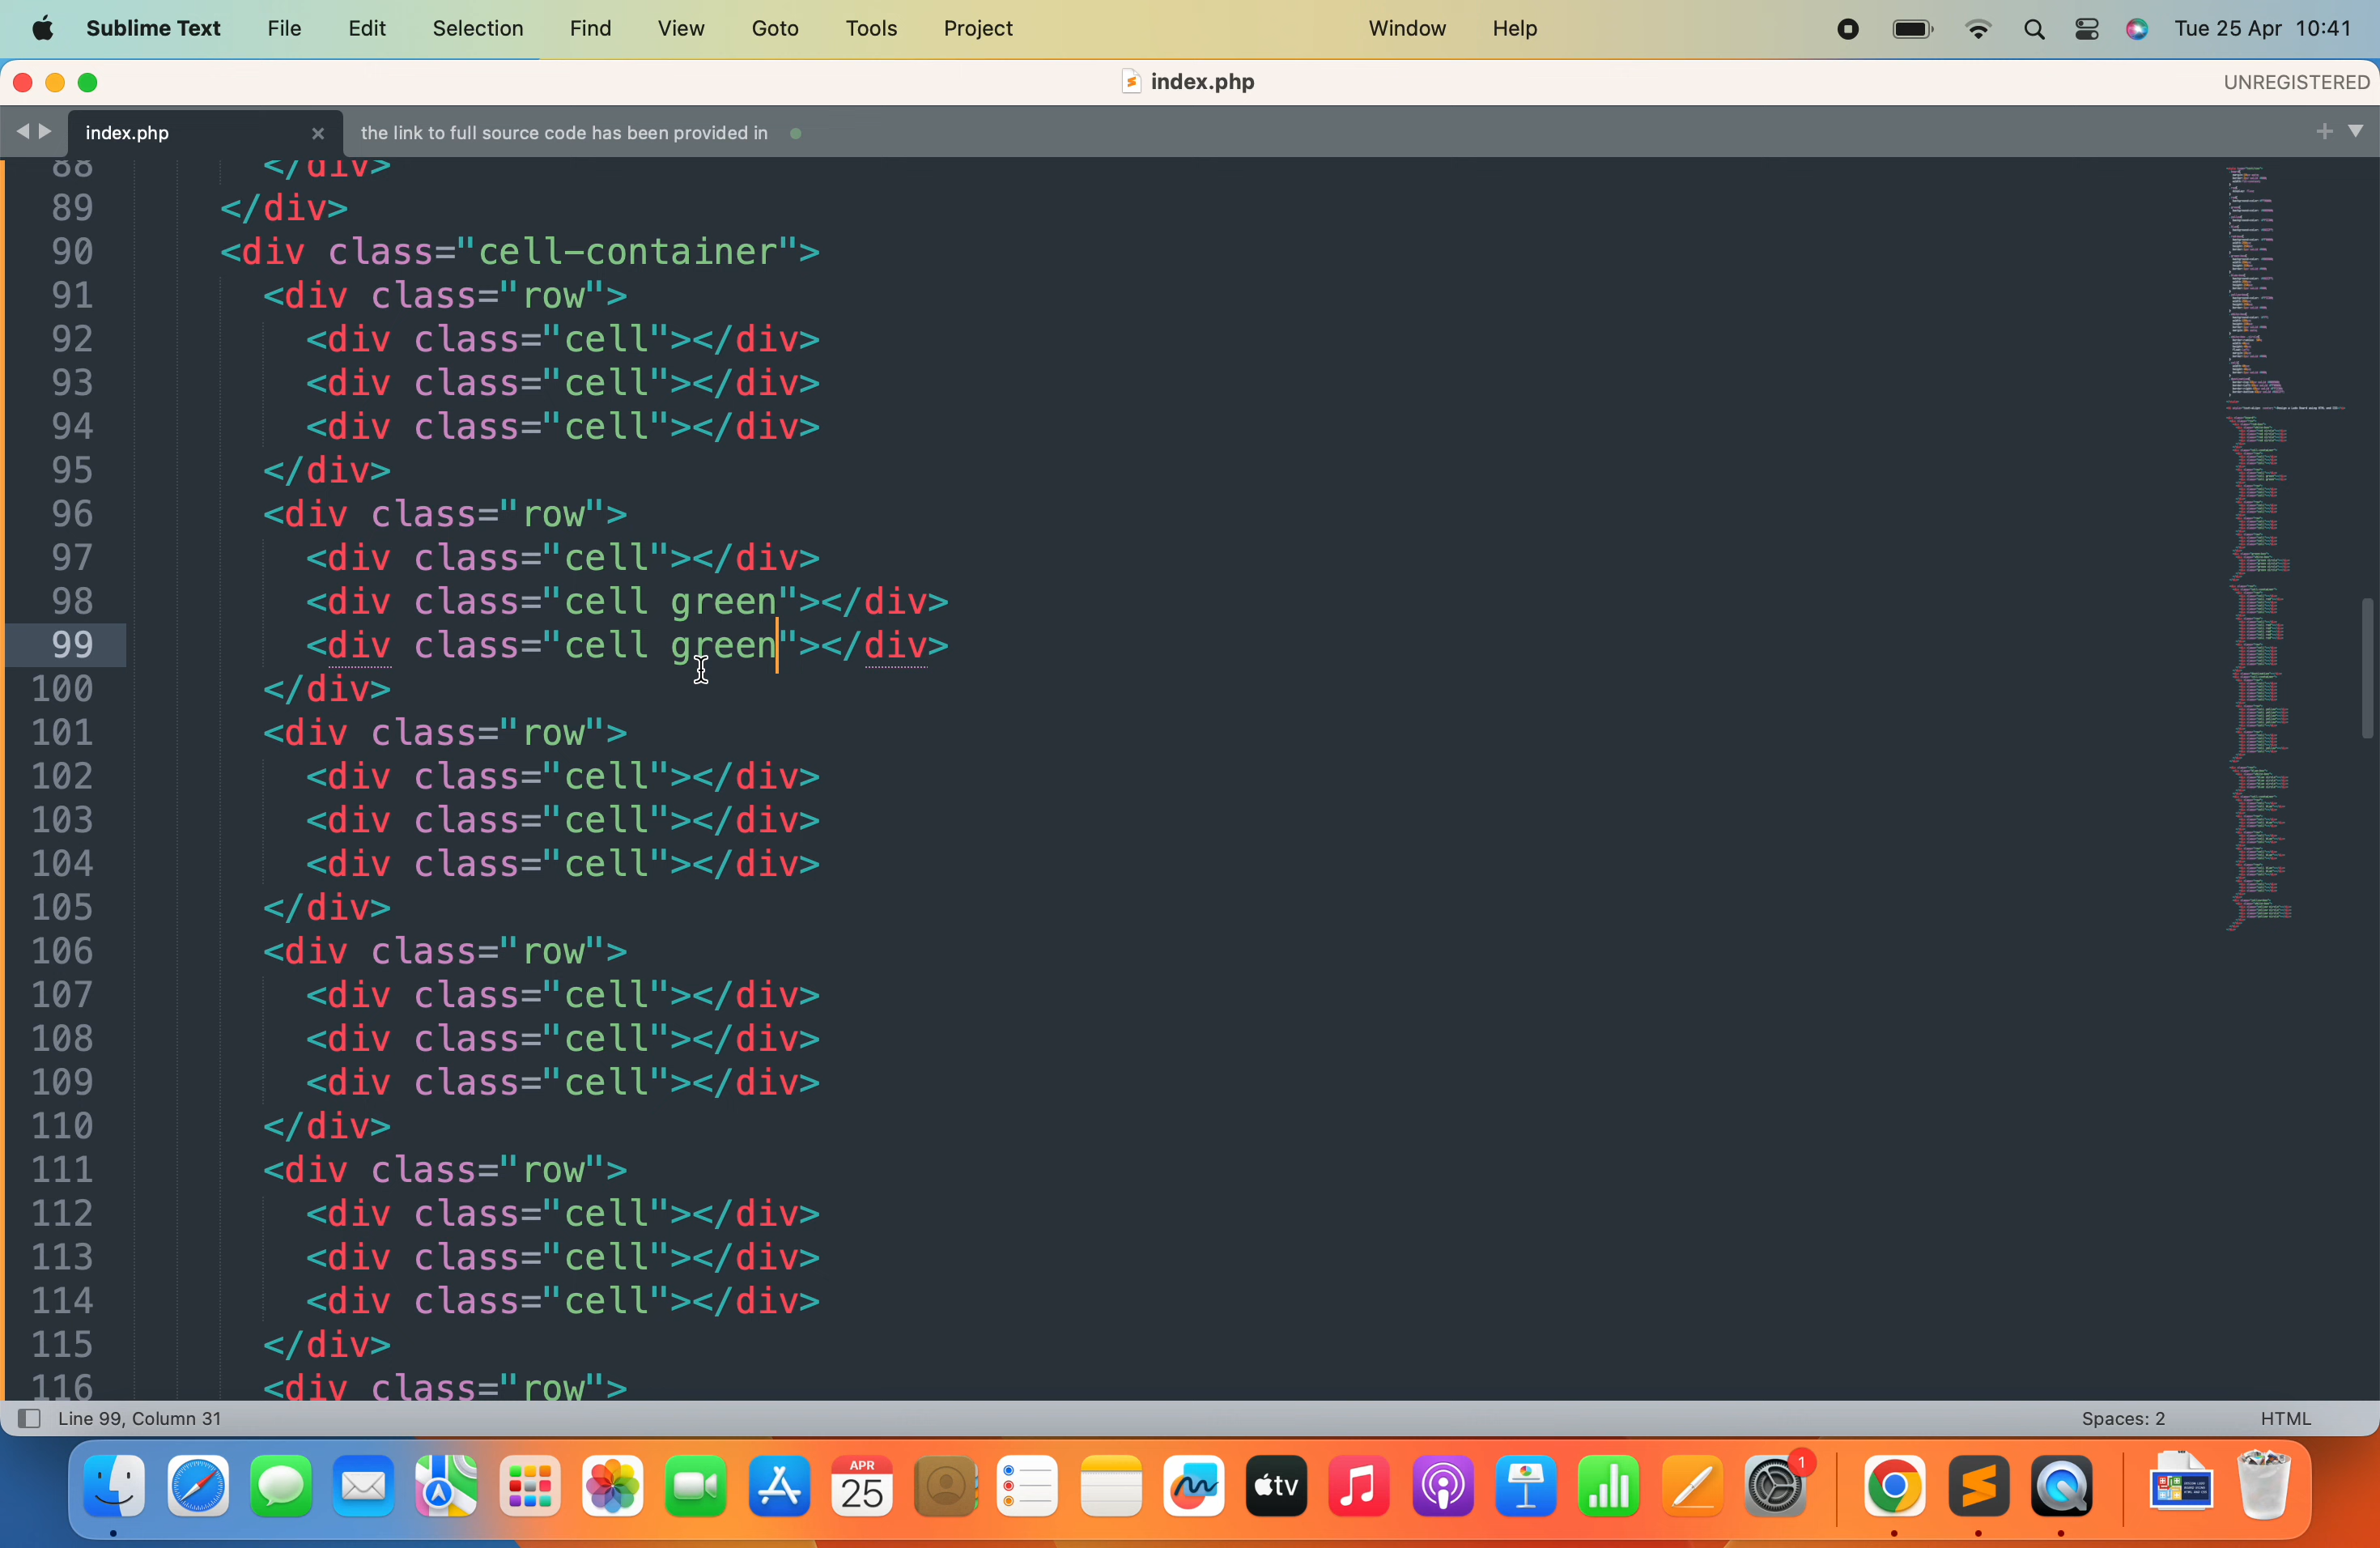 Sublime Text File Edit Selection Find View Goto Tools Project Window Help Tue 25 Apr 10:41
index.php UNREGISTERED
index.php × the link to full source code has been provided in
88 </div>
89 </div>
90 <div class="cell-container">
91 <div class="row">
92 <div class="cell"></div>
93 <div class="cell"></div>
94 <div class="cell"></div>
95 </div>
96 <div class="row">
97 <div class="cell"></div>
98 <div class="cell green"></div>
99 <div class="cell green"></div>
100 </div>
101 <div class="row">
102 <div class="cell"></div>
103 <div class="cell"></div>
104 <div class="cell"></div>
105 </div>
106 <div class="row">
107 <div class="cell"></div>
108 <div class="cell"></div>
109 <div class="cell"></div>
110 </div>
111 <div class="row">
112 <div class="cell"></div>
113 <div class="cell"></div>
114 <div class="cell"></div>
115 </div>
116 <div class="row">
Line 99, Column 31 Spaces: 2 HTML
APR
25
tv
1